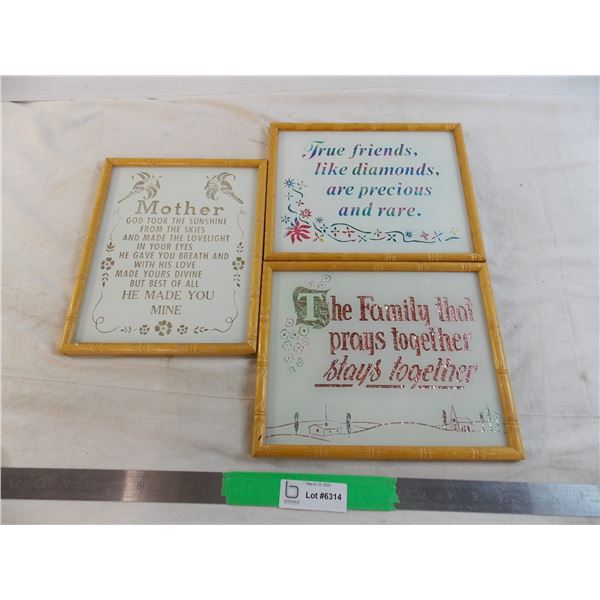 Mother
GOD TOOK THE SUNSHINE
FROM THE SKIES
AND MADE THE LOVELIGHT
IN YOUR EYES
HE GAVE YOU BREATH AND
WITH HIS LOVE
MADE YOURS DIVINE
BUT BEST OF ALL
HE MADE YOU
MINE
True friends,
like diamonds,
are precious
and rare.
The Family that
prays together
stays together
Lot #6314